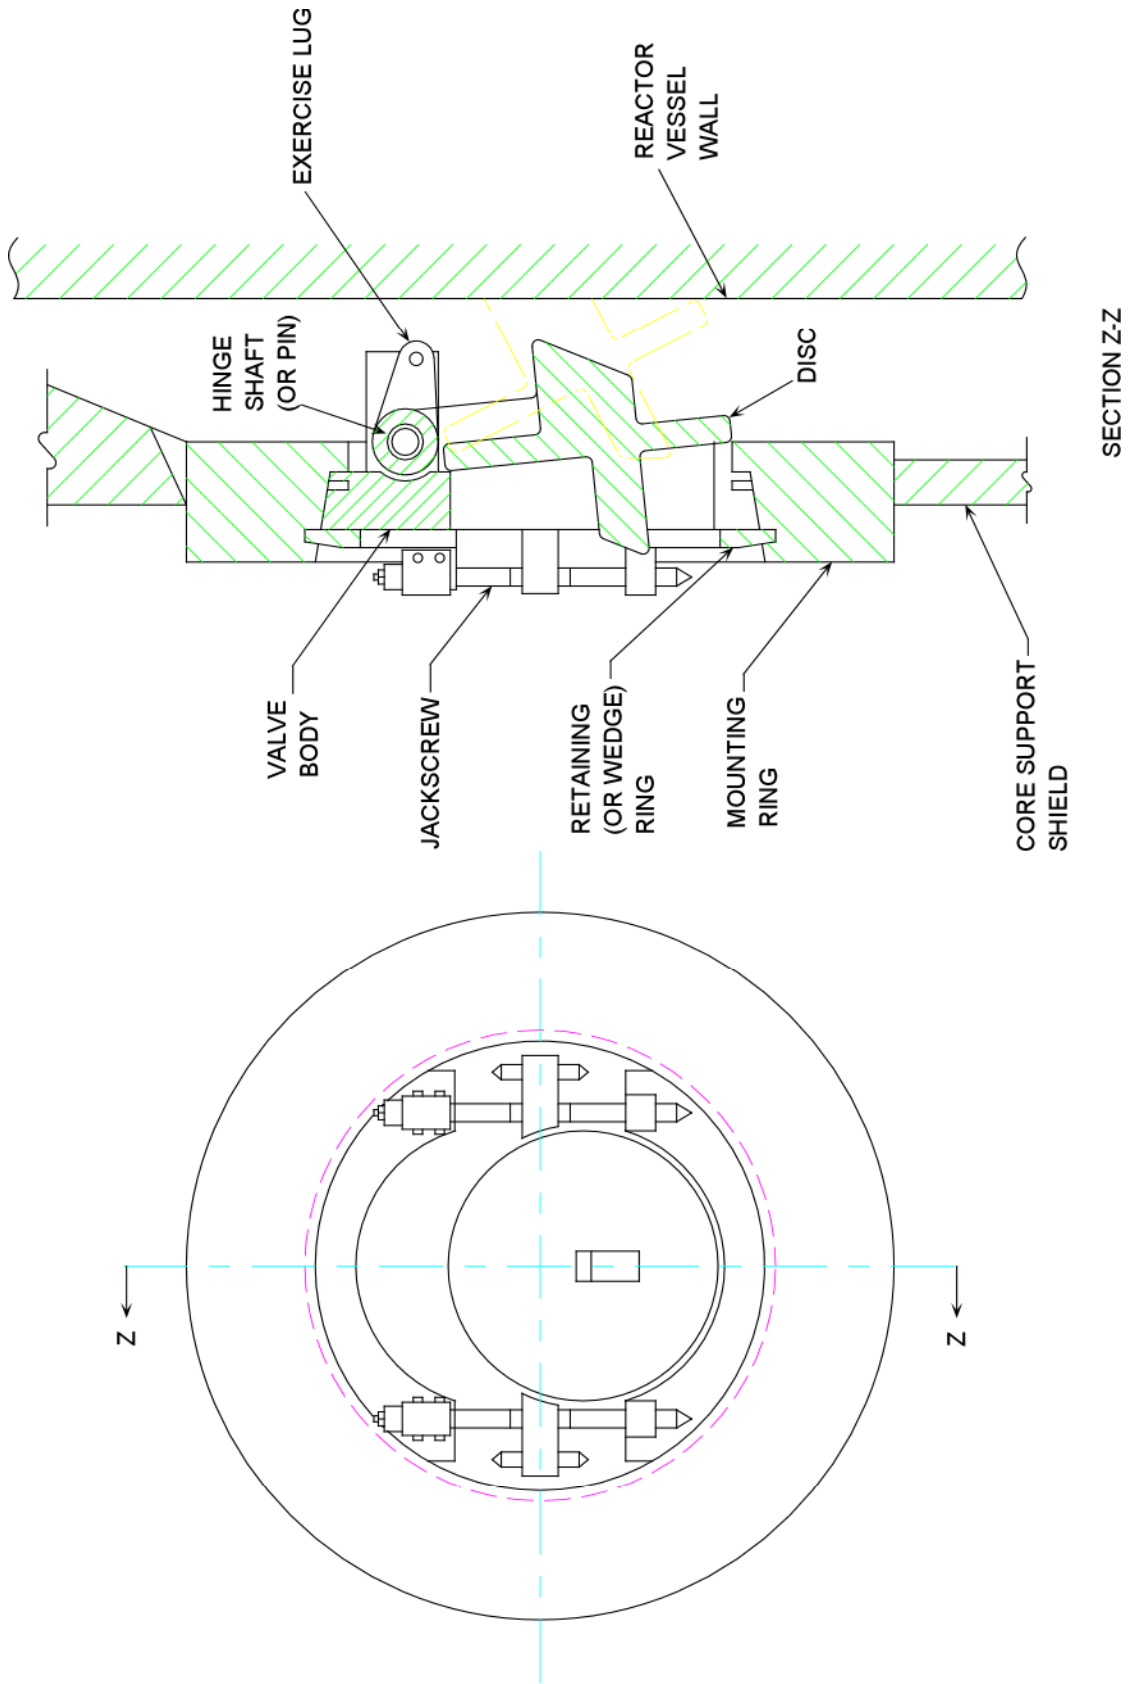 EXERCISE LUG
HINGE
SHAFT
(OR PIN)
REACTOR
VESSEL
WALL
DISC
VALVE
BODY
JACKSCREW
RETAINING
(OR WEDGE)
RING
MOUNTING
RING
CORE SUPPORT
SHIELD
SECTION Z-Z
Z
Z